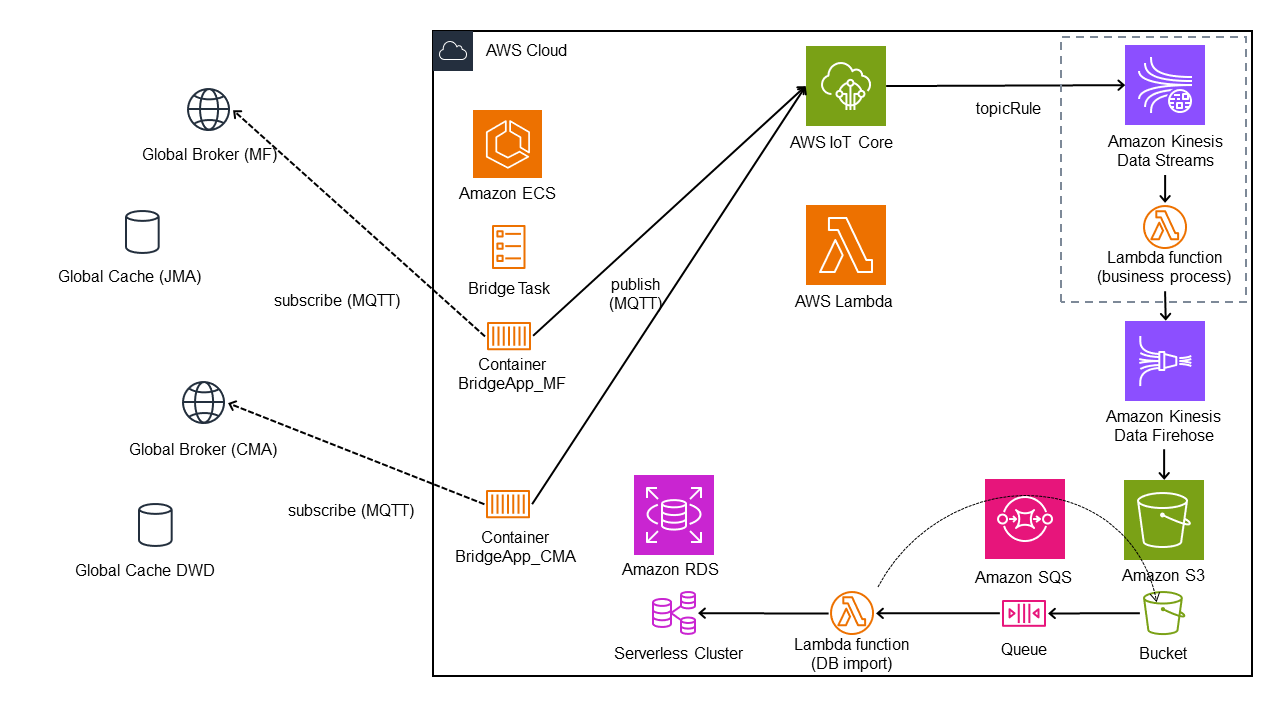 AWS Cloud
Global Broker (MF)
Amazon ECS
AWS IoT Core
topicRule
Amazon Kinesis
Data Streams
Global Cache (JMA)
Bridge Task
publish
(MQTT)
AWS Lambda
Lambda function
(business process)
subscribe (MQTT)
Container
BridgeApp_MF
Amazon Kinesis
Data Firehose
Global Broker (CMA)
subscribe (MQTT)
Container
BridgeApp_CMA
Global Cache DWD
Amazon RDS
Amazon SQS
Amazon S3
Serverless Cluster
Lambda function
(DB import)
Queue
Bucket